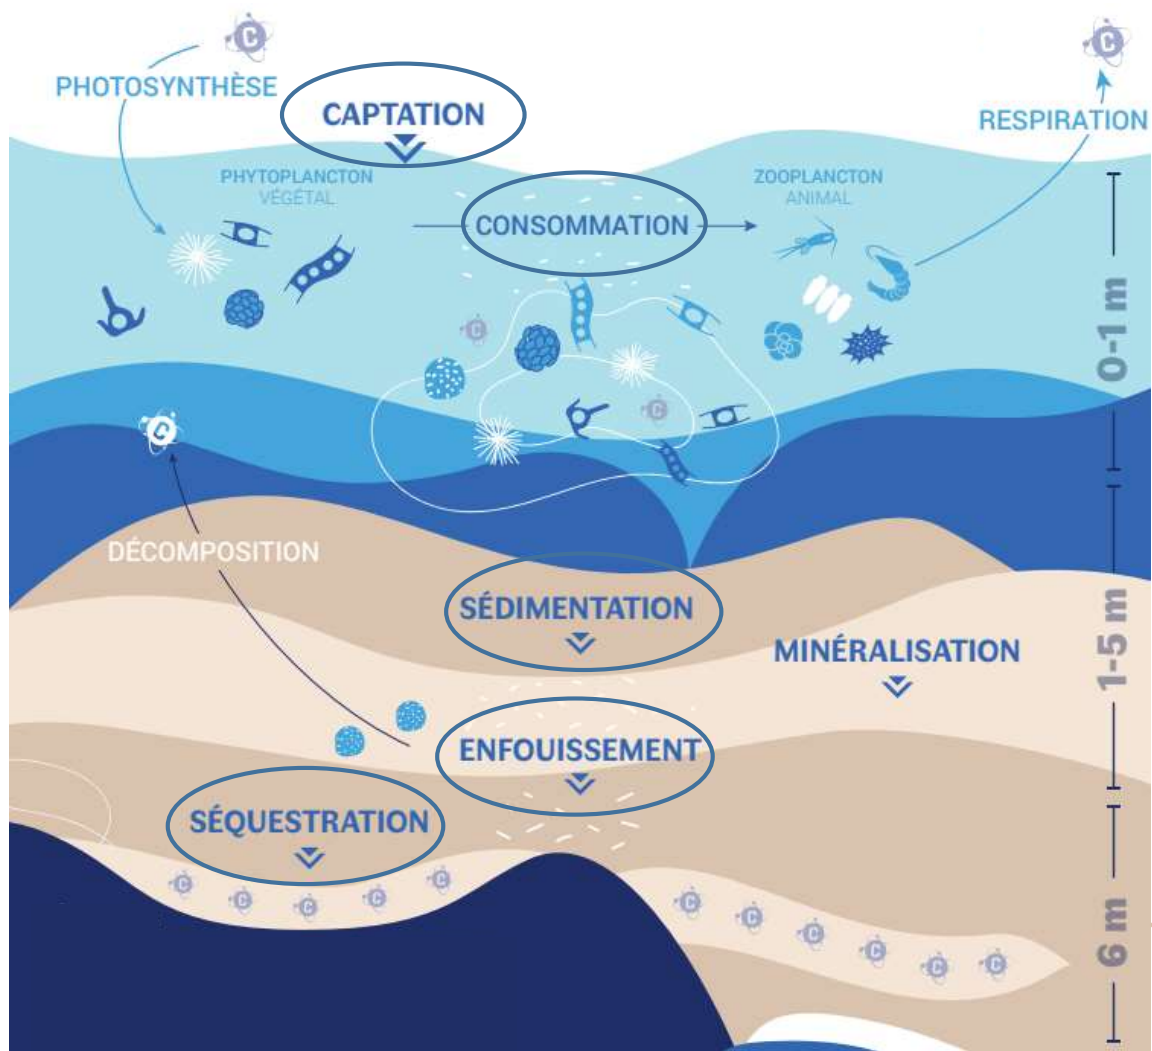 C
C
PHOTOSYNTHÈSE
CAPTATION
RESPIRATION
PHYTOPLANCTON
VÉGÉTAL
ZOOPLANCTON
ANIMAL
CONSOMMATION
C
0-1 m
C
C
DÉCOMPOSITION
SÉDIMENTATION
MINÉRALISATION
1-5 m
ENFOUISSEMENT
SÉQUESTRATION
C
C
C
C
C
C
C
C
C
C
C
6 m